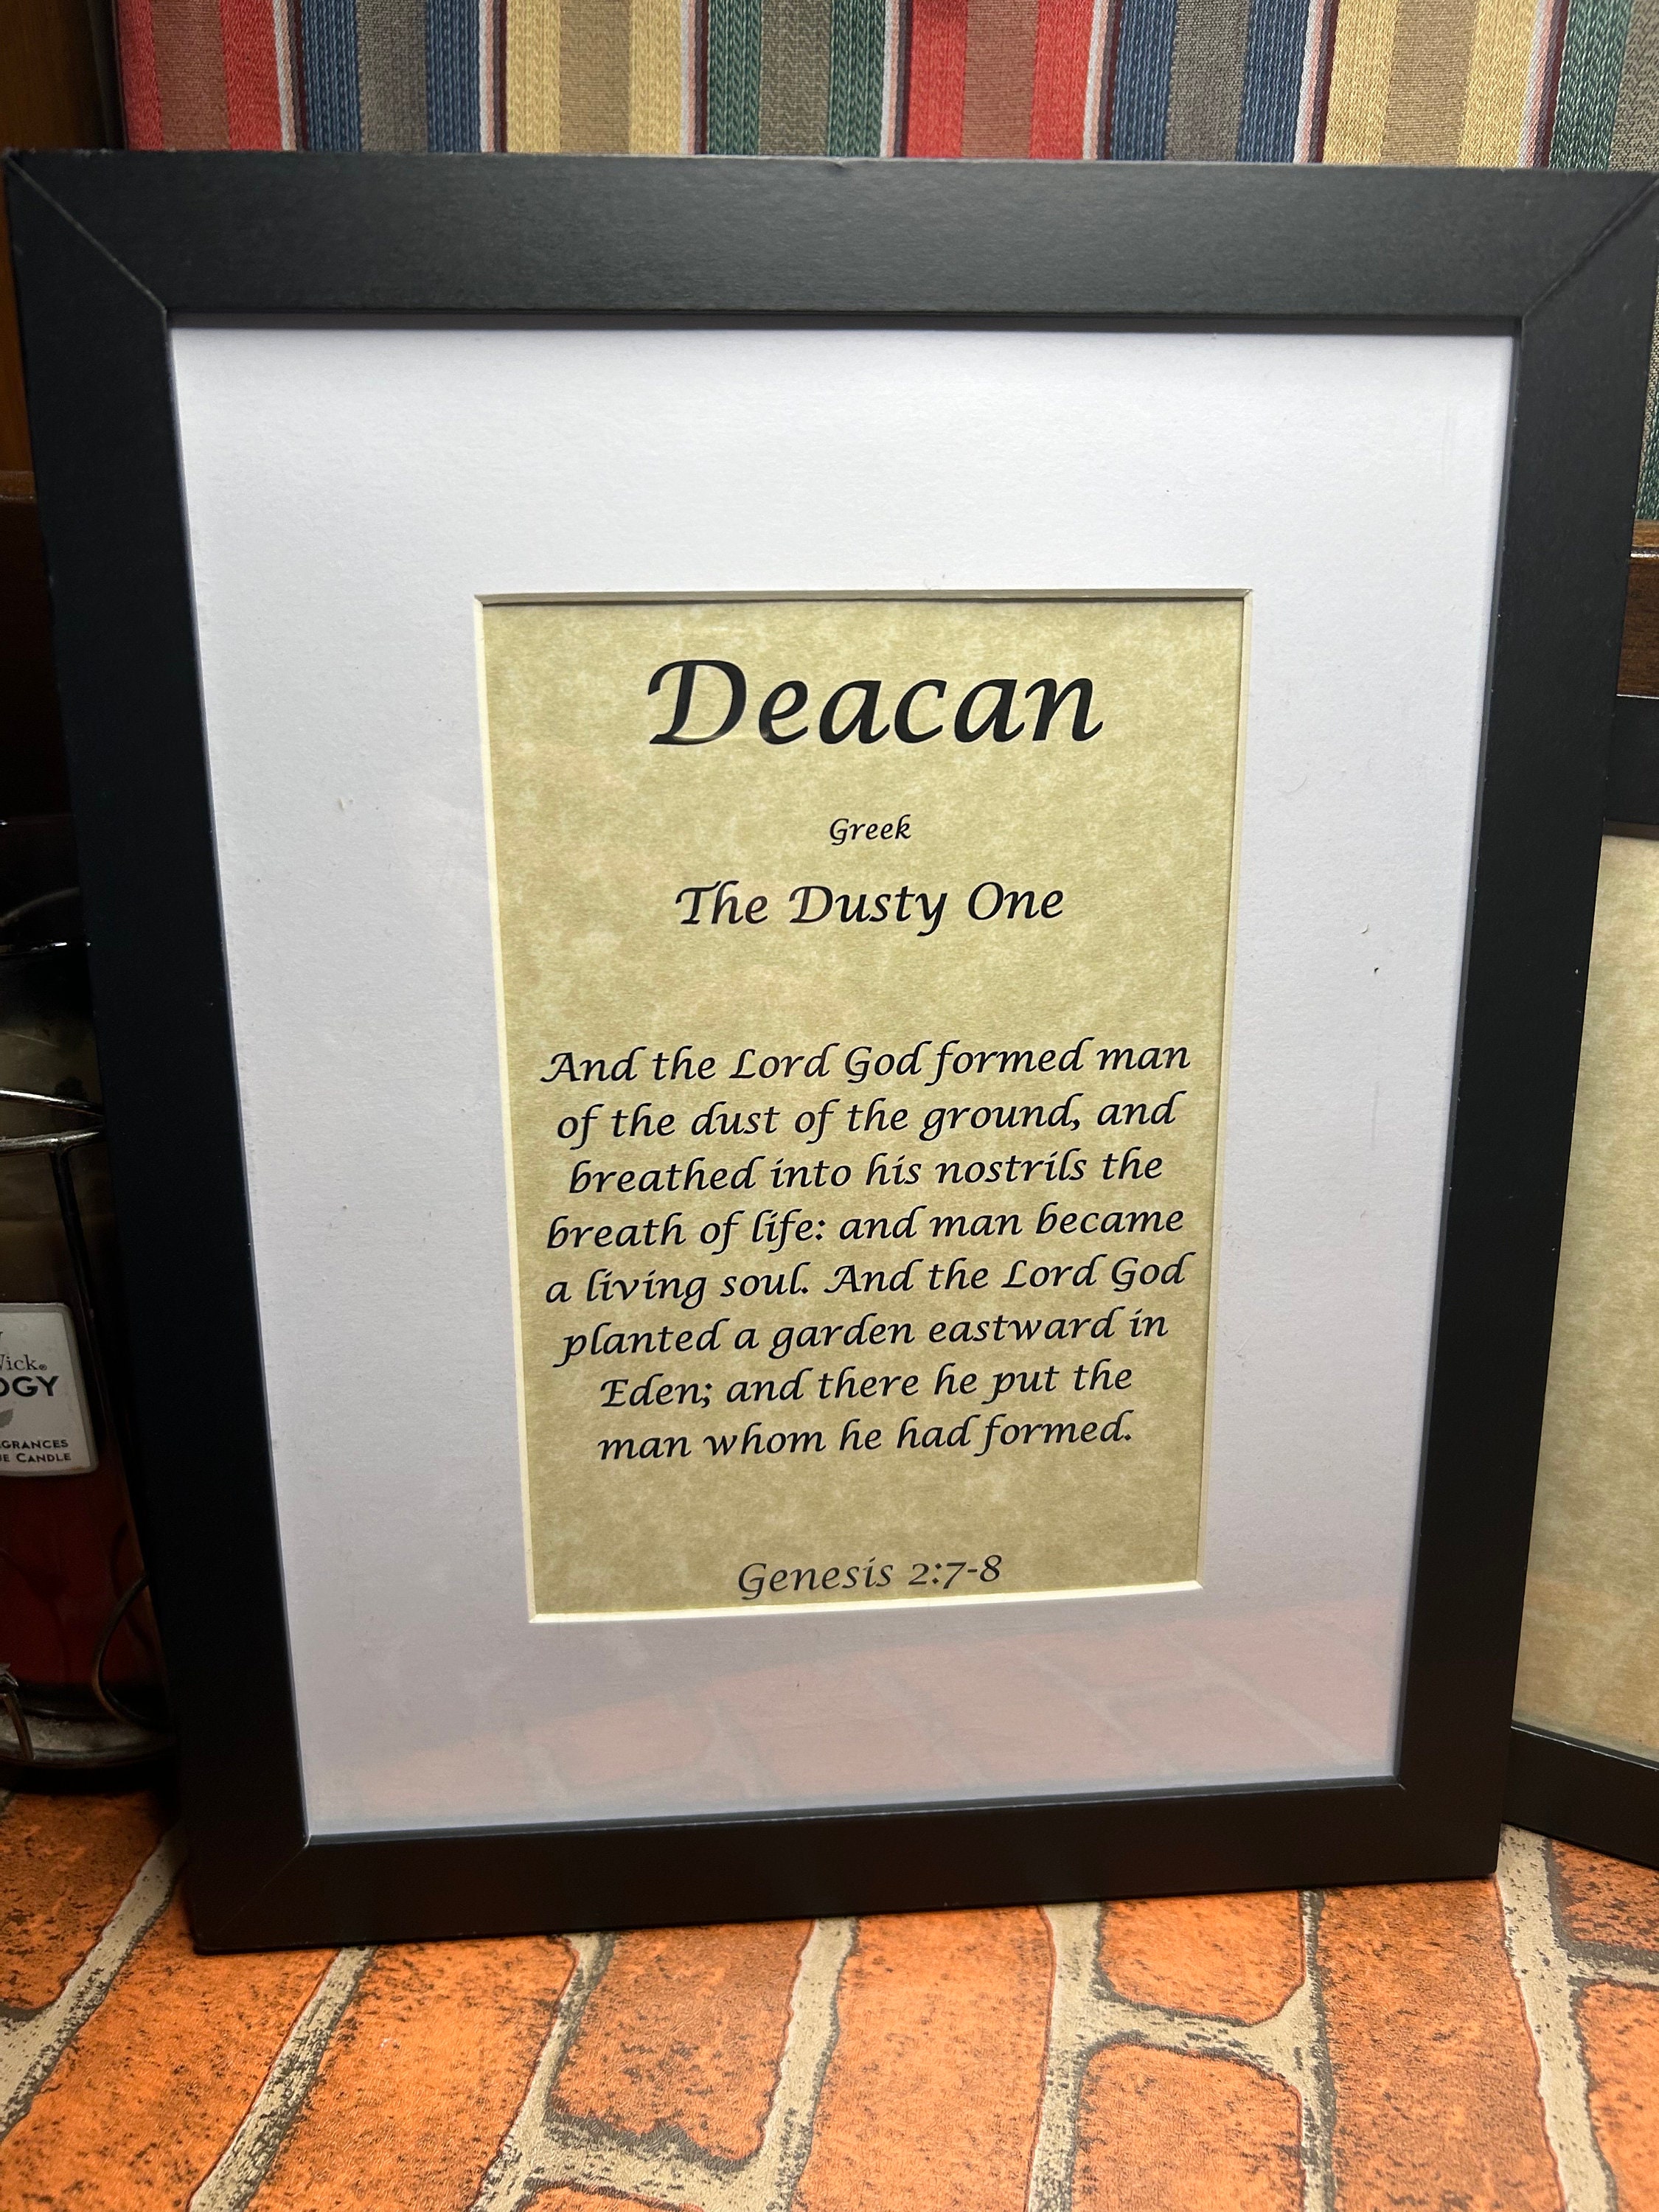 Deacan
Greek
The Dusty One
And the Lord God formed man
of the dust of the ground, and
breathed into his nostrils the
breath of life: and man became
a living soul. And the Lord God
planted a garden eastward in
Eden; and there he put the
man whom he had formed.
Genesis 2:7-8
CANDLE